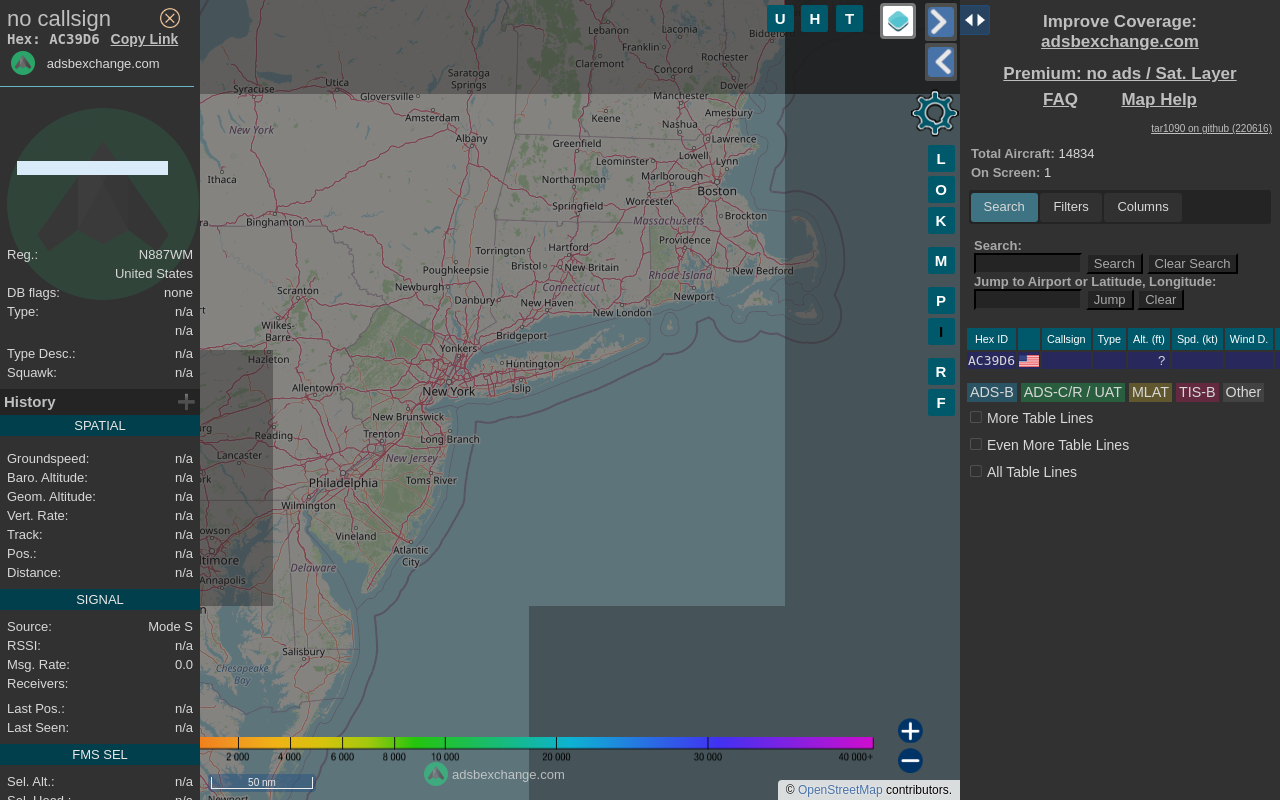 no callsign
Hex: AC39D6 Copy Link
adsbexchange.com
Reg.: N887WM
United States
DB flags: none
Type: n/a
n/a
Type Desc.: n/a
Squawk: n/a
History
SPATIAL
Groundspeed: n/a
Baro. Altitude: n/a
Geom. Altitude: n/a
Vert. Rate: n/a
Track: n/a
Pos.: n/a
Distance: n/a
SIGNAL
Source: Mode S
RSSI: n/a
Msg. Rate: 0.0
Receivers:
Last Pos.: n/a
Last Seen: n/a
FMS SEL
Sel. Alt.: n/a
U H T
L
O
K
M
P
I
R
F
Lebanon
Laconia
Franklin
Claremont
Concord
Rochester
Dover
Utica
Saratoga
Springs
Syracuse
Gloversville
Manchester
Amsterdam
Keene
Amesbury
Nashua
New York
Albany
Greenfield
Lawrence
Lowell
Leominster
Lynn
Ithaca
Northampton
Marlborough
Boston
Worcester
Springfield
Binghamton
Massachusetts
Brockton
Providence
Torrington
Hartford
Bristol
New Britain
Poughkeepsie
Rhode Island
New Bedford
Newburgh
Connecticut
Scranton
Danbury
New Haven
Newport
New London
Wilkes-
Barre
Bridgeport
Yonkers
Hazleton
Huntington
Allentown
New York
Islip
New Brunswick
Reading
Trenton
Long Branch
Lancaster
New Jersey
Philadelphia
Toms River
Wilmington
Vineland
Atlantic
City
Delaware
Annapolis
Salisbury
Chesapeake
Bay
2 000 4 000 6 000 8 000 10 000 20 000 30 000 40 000+
adsbexchange.com
50 nm
© OpenStreetMap contributors.
Improve Coverage:
adsbexchange.com
Premium: no ads / Sat. Layer
FAQ Map Help
tar1090 on github (220616)
Total Aircraft: 14834
On Screen: 1
Search Filters Columns
Search:
Search Clear Search
Jump to Airport or Latitude, Longitude:
Jump Clear
Hex ID Callsign Type Alt. (ft) Spd. (kt) Wind D.
AC39D6 ?
ADS-B ADS-C/R / UAT MLAT TIS-B Other
More Table Lines
Even More Table Lines
All Table Lines